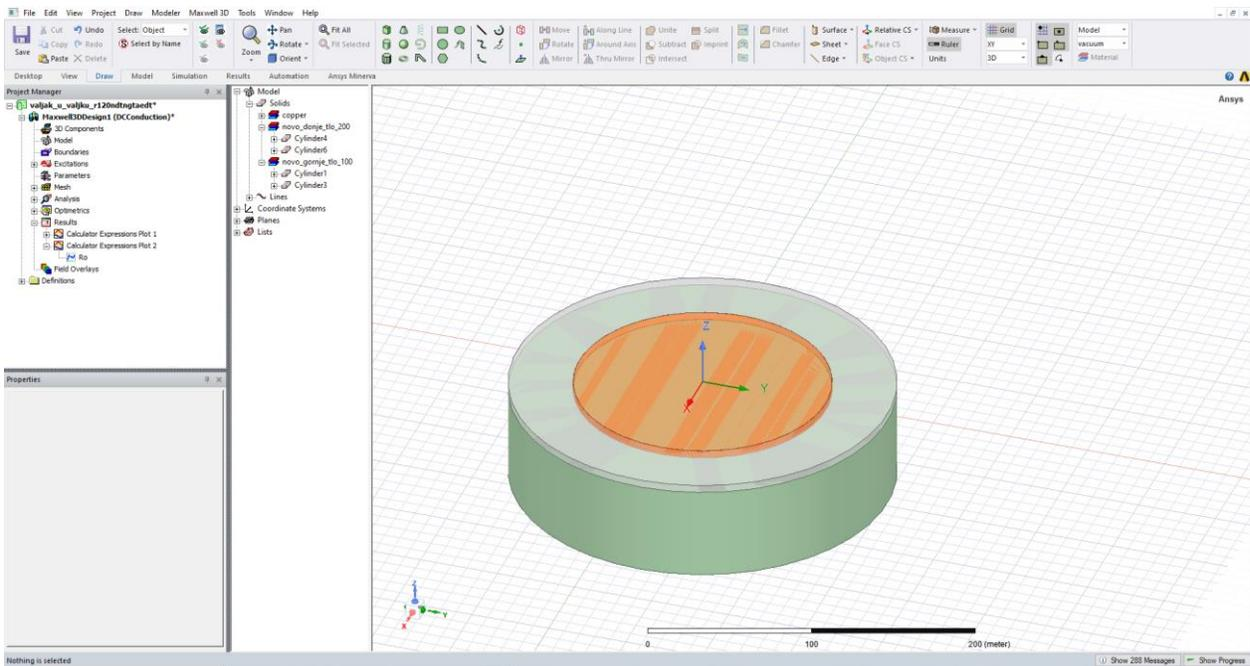 File Edit View Project Draw Modeler Maxwell 3D Tools Window Help
Save
Cut
Copy
Paste
Undo
Redo
Delete
Select: Object
Select by Name
Zoom
Pan
Rotate
Orient
Fit All
Fit Selected
Move
Rotate
Mirror
Along Line
Around Axis
Thru Mirror
Unite
Subtract
Intersect
Split
Imprint
Fillet
Chamfer
Surface
Sheet
Edge
Relative CS
Face CS
Object CS
Measure
Ruler
Units
Grid
XY
3D
Model
vacuum
Material
Desktop View Draw Model Simulation Results Automation Ansys Minerva
Project Manager
valjak_u_valjku_r120ndtngtaedt*
Maxwell3DDesign1 (DCConduction)*
3D Components
Model
Boundaries
Excitations
Parameters
Mesh
Analysis
Optimetrics
Results
Calculator Expressions Plot 1
Calculator Expressions Plot 2
Ro
Field Overlays
Definitions
Properties
Model
Solids
copper
novo_donje_tlo_200
Cylinder4
Cylinder6
novo_gornje_tlo_100
Cylinder1
Cylinder3
Lines
Coordinate Systems
Planes
Lists
Ansys
Z
Y
X
Z
Y
X
0 100 200 (meter)
Nothing is selected
Show 288 Messages
Show Progress